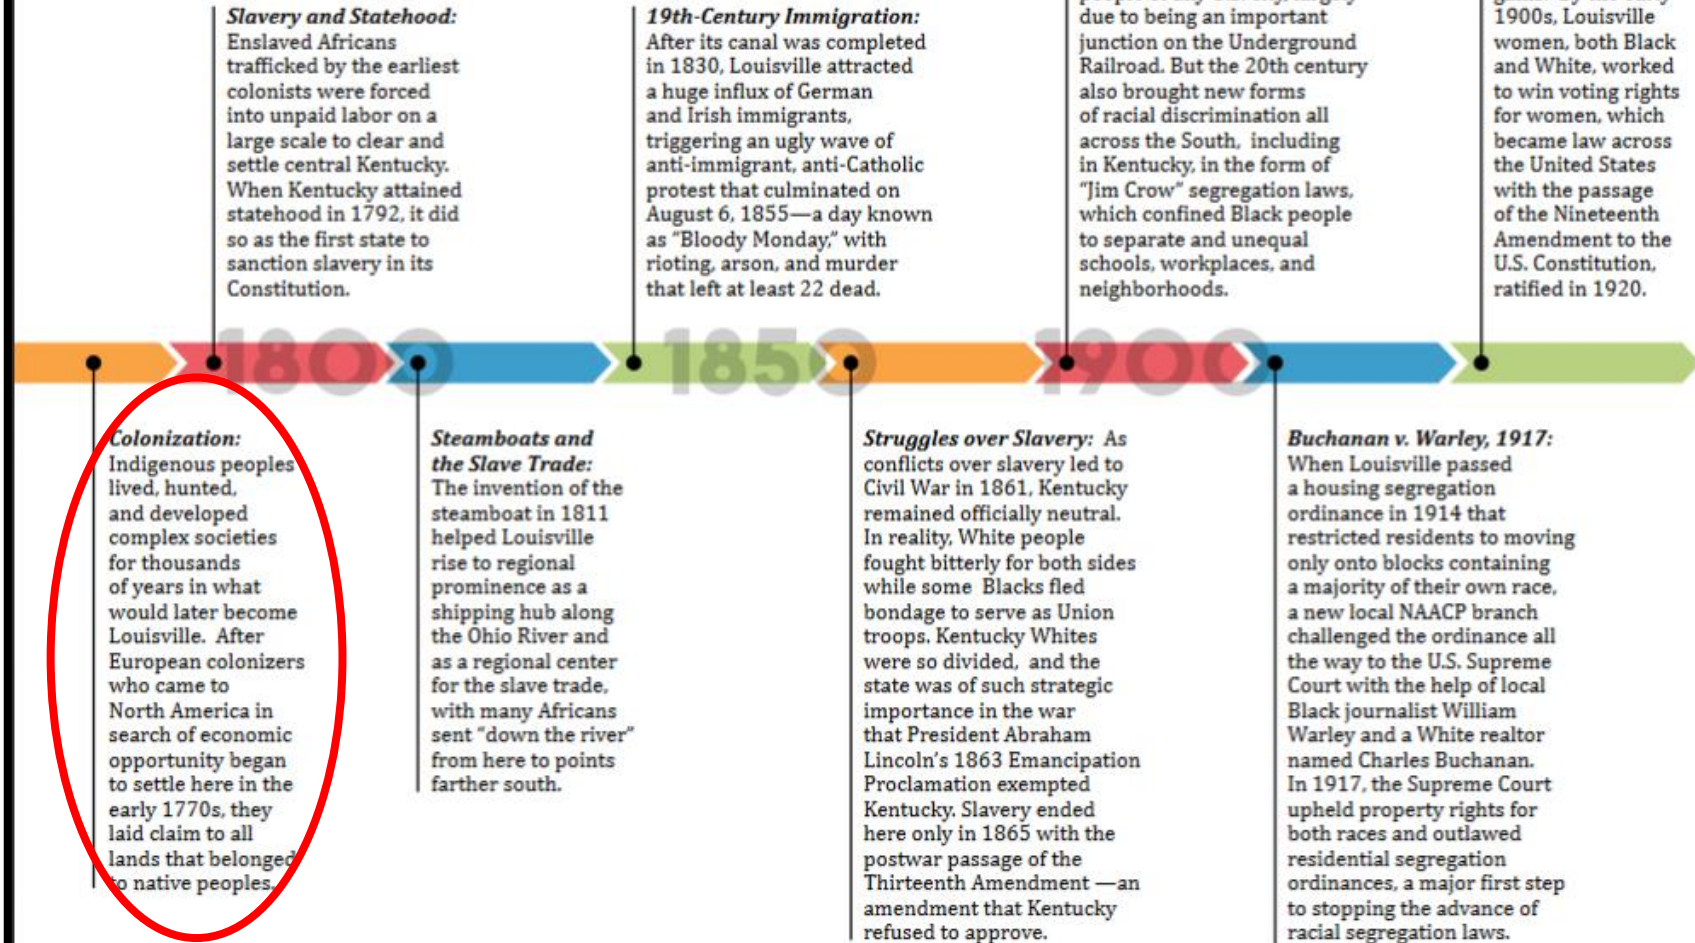 Slavery and Statehood:
Enslaved Africans
trafficked by the earliest
colonists were forced
into unpaid labor on a
large scale to clear and
settle central Kentucky.
When Kentucky attained
statehood in 1792, it did
so as the first state to
sanction slavery in its
Constitution.
19th-Century Immigration:
After its canal was completed
in 1830, Louisville attracted
a huge influx of German
and Irish immigrants,
triggering an ugly wave of
anti-immigrant, anti-Catholic
protest that culminated on
August 6, 1855—a day known
as “Bloody Monday,” with
rioting, arson, and murder
that left at least 22 dead.
due to being an important
junction on the Underground
Railroad. But the 20th century
also brought new forms
of racial discrimination all
across the South, including
in Kentucky, in the form of
“Jim Crow” segregation laws,
which confined Black people
to separate and unequal
schools, workplaces, and
neighborhoods.
1900s, Louisville
women, both Black
and White, worked
to win voting rights
for women, which
became law across
the United States
with the passage
of the Nineteenth
Amendment to the
U.S. Constitution,
ratified in 1920.
1800
1850
1900
Colonization:
Indigenous peoples
lived, hunted,
and developed
complex societies
for thousands
of years in what
would later become
Louisville. After
European colonizers
who came to
North America in
search of economic
opportunity began
to settle here in the
early 1770s, they
laid claim to all
lands that belonged
to native peoples.
Steamboats and
the Slave Trade:
The invention of the
steamboat in 1811
helped Louisville
rise to regional
prominence as a
shipping hub along
the Ohio River and
as a regional center
for the slave trade,
with many Africans
sent “down the river”
from here to points
farther south.
Struggles over Slavery: As
conflicts over slavery led to
Civil War in 1861, Kentucky
remained officially neutral.
In reality, White people
fought bitterly for both sides
while some Blacks fled
bondage to serve as Union
troops. Kentucky Whites
were so divided, and the
state was of such strategic
importance in the war
that President Abraham
Lincoln’s 1863 Emancipation
Proclamation exempted
Kentucky. Slavery ended
here only in 1865 with the
postwar passage of the
Thirteenth Amendment —an
amendment that Kentucky
refused to approve.
Buchanan v. Warley, 1917:
When Louisville passed
a housing segregation
ordinance in 1914 that
restricted residents to moving
only onto blocks containing
a majority of their own race,
a new local NAACP branch
challenged the ordinance all
the way to the U.S. Supreme
Court with the help of local
Black journalist William
Warley and a White realtor
named Charles Buchanan.
In 1917, the Supreme Court
upheld property rights for
both races and outlawed
residential segregation
ordinances, a major first step
to stopping the advance of
racial segregation laws.